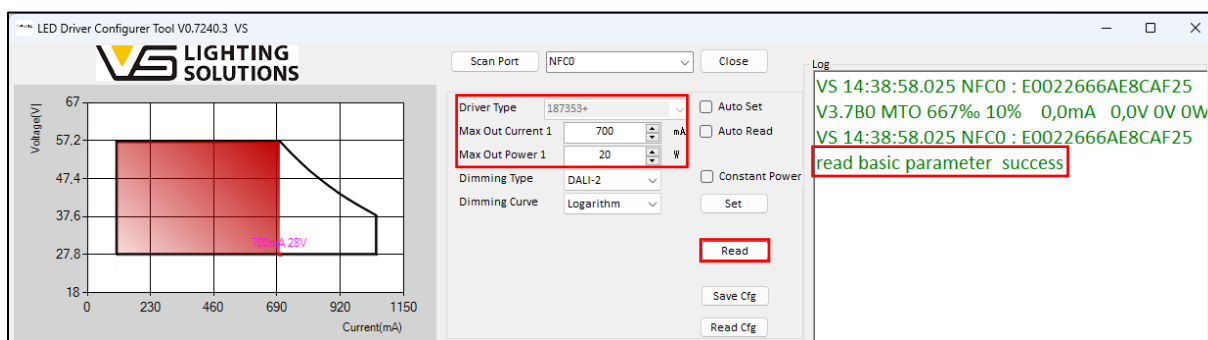 LED Driver Configurer Tool V0.7240.3 VS
VS LIGHTING
SOLUTIONS
Scan Port NFC0 Close
Driver Type 187353+ Auto Set
Max Out Current 1 700 mA Auto Read
Max Out Power 1 20 W
Dimming Type DALI-2 Constant Power
Dimming Curve Logarithm Set
Read
Save Cfg
Read Cfg
Voltage[V]
67
57,2
47,4
37,6
27,8
18
700mA 28V
0 230 460 690 920 1150
Current(mA)
Log
VS 14:38:58.025 NFC0 : E0022666AE8CAF25
V3.7B0 MTO 667‰ 10% 0,0mA 0,0V 0V 0W
VS 14:38:58.025 NFC0 : E0022666AE8CAF25
read basic parameter success